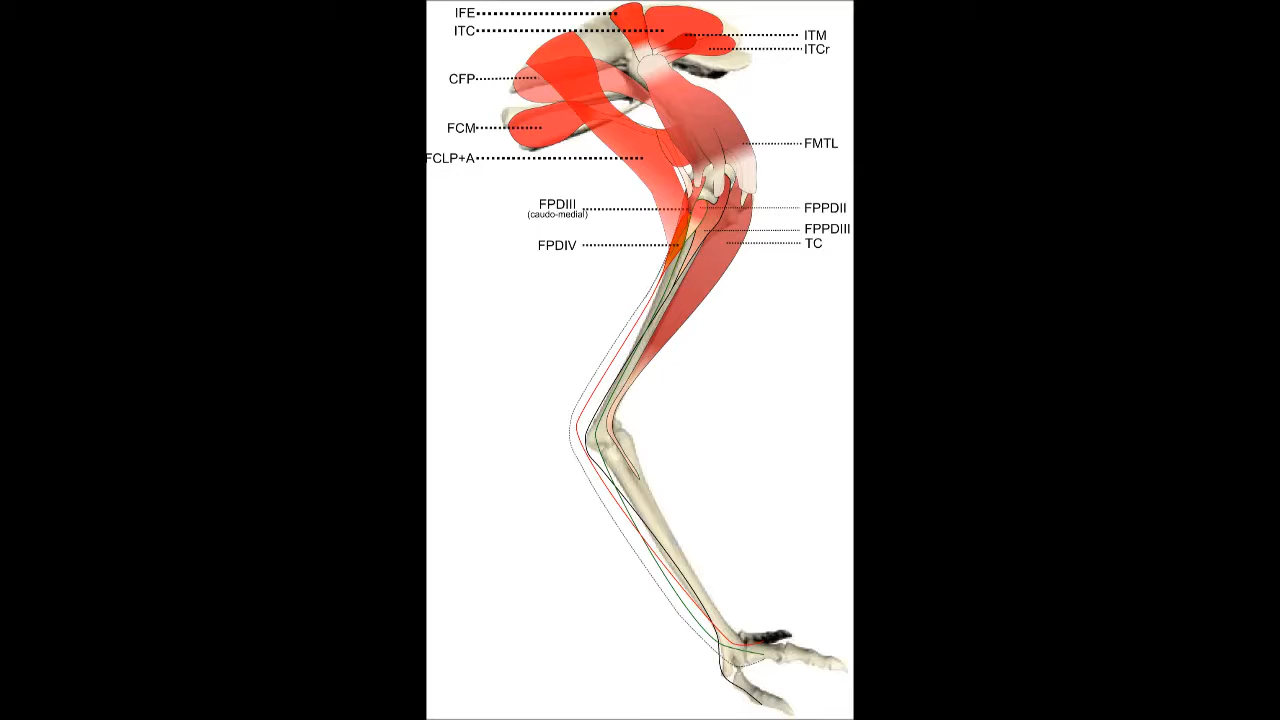 IFE
ITC
ITM
ITCr
CFP
FCM
FMTL
FCLP+A
FPDIII
(caudo-medial)
FPPDII
FPPDIII
FPDIV
TC